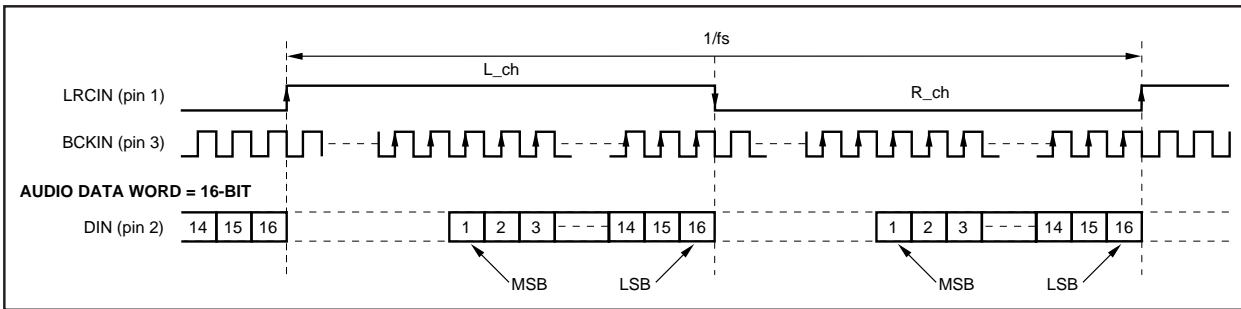 1/fs
L_ch
LRCIN (pin 1)
R_ch
BCKIN (pin 3)
AUDIO DATA WORD = 16-BIT
DIN (pin 2) 14 15 16 1 2 3 14 15 16 1 2 3 14 15 16
MSB LSB MSB LSB